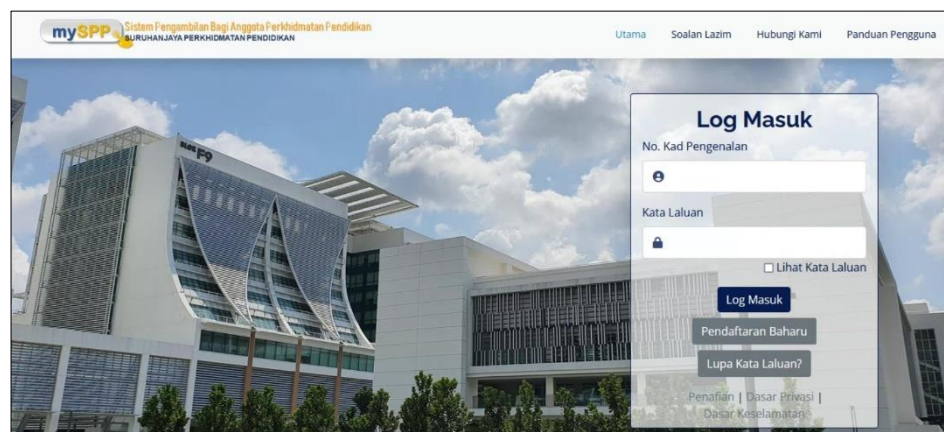 mySPP
Sistem Pengambilan Bagi Anggota Perkhidmatan Pendidikan
SURUHANJAYA PERKHIDMATAN PENDIDIKAN
Utama Soalan Lazim Hubungi Kami Panduan Pengguna
BLOK F9
Log Masuk
No. Kad Pengenalan
Kata Laluan
Lihat Kata Laluan
Log Masuk
Pendaftaran Baharu
Lupa Kata Laluan?
Penafian | Dasar Privasi |
Dasar Keselamatan